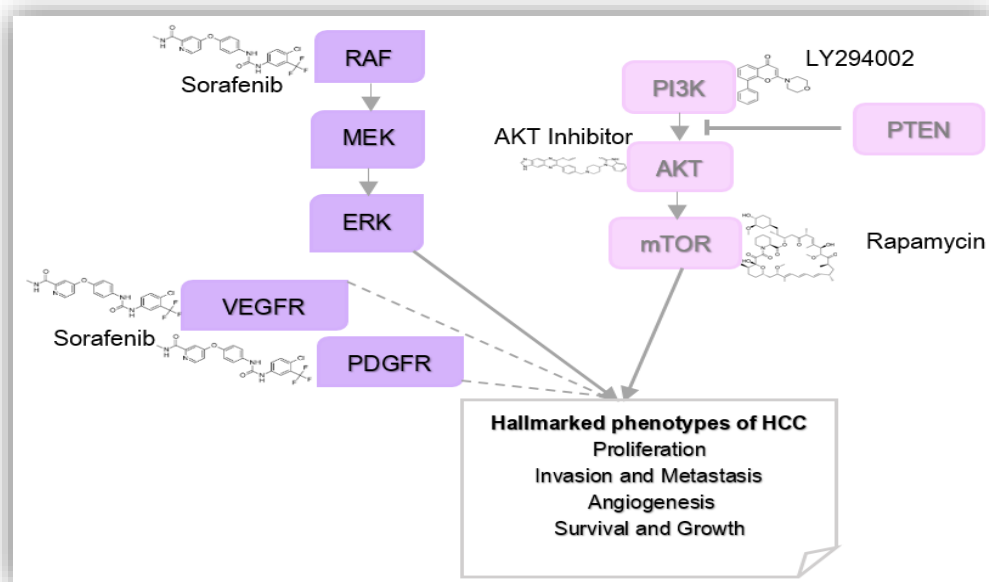 RAF
Sorafenib
MEK
ERK
LY294002
PI3K
PTEN
AKT Inhibitor
AKT
mTOR
Rapamycin
VEGFR
Sorafenib
PDGFR
Hallmarked phenotypes of HCC
Proliferation
Invasion and Metastasis
Angiogenesis
Survival and Growth